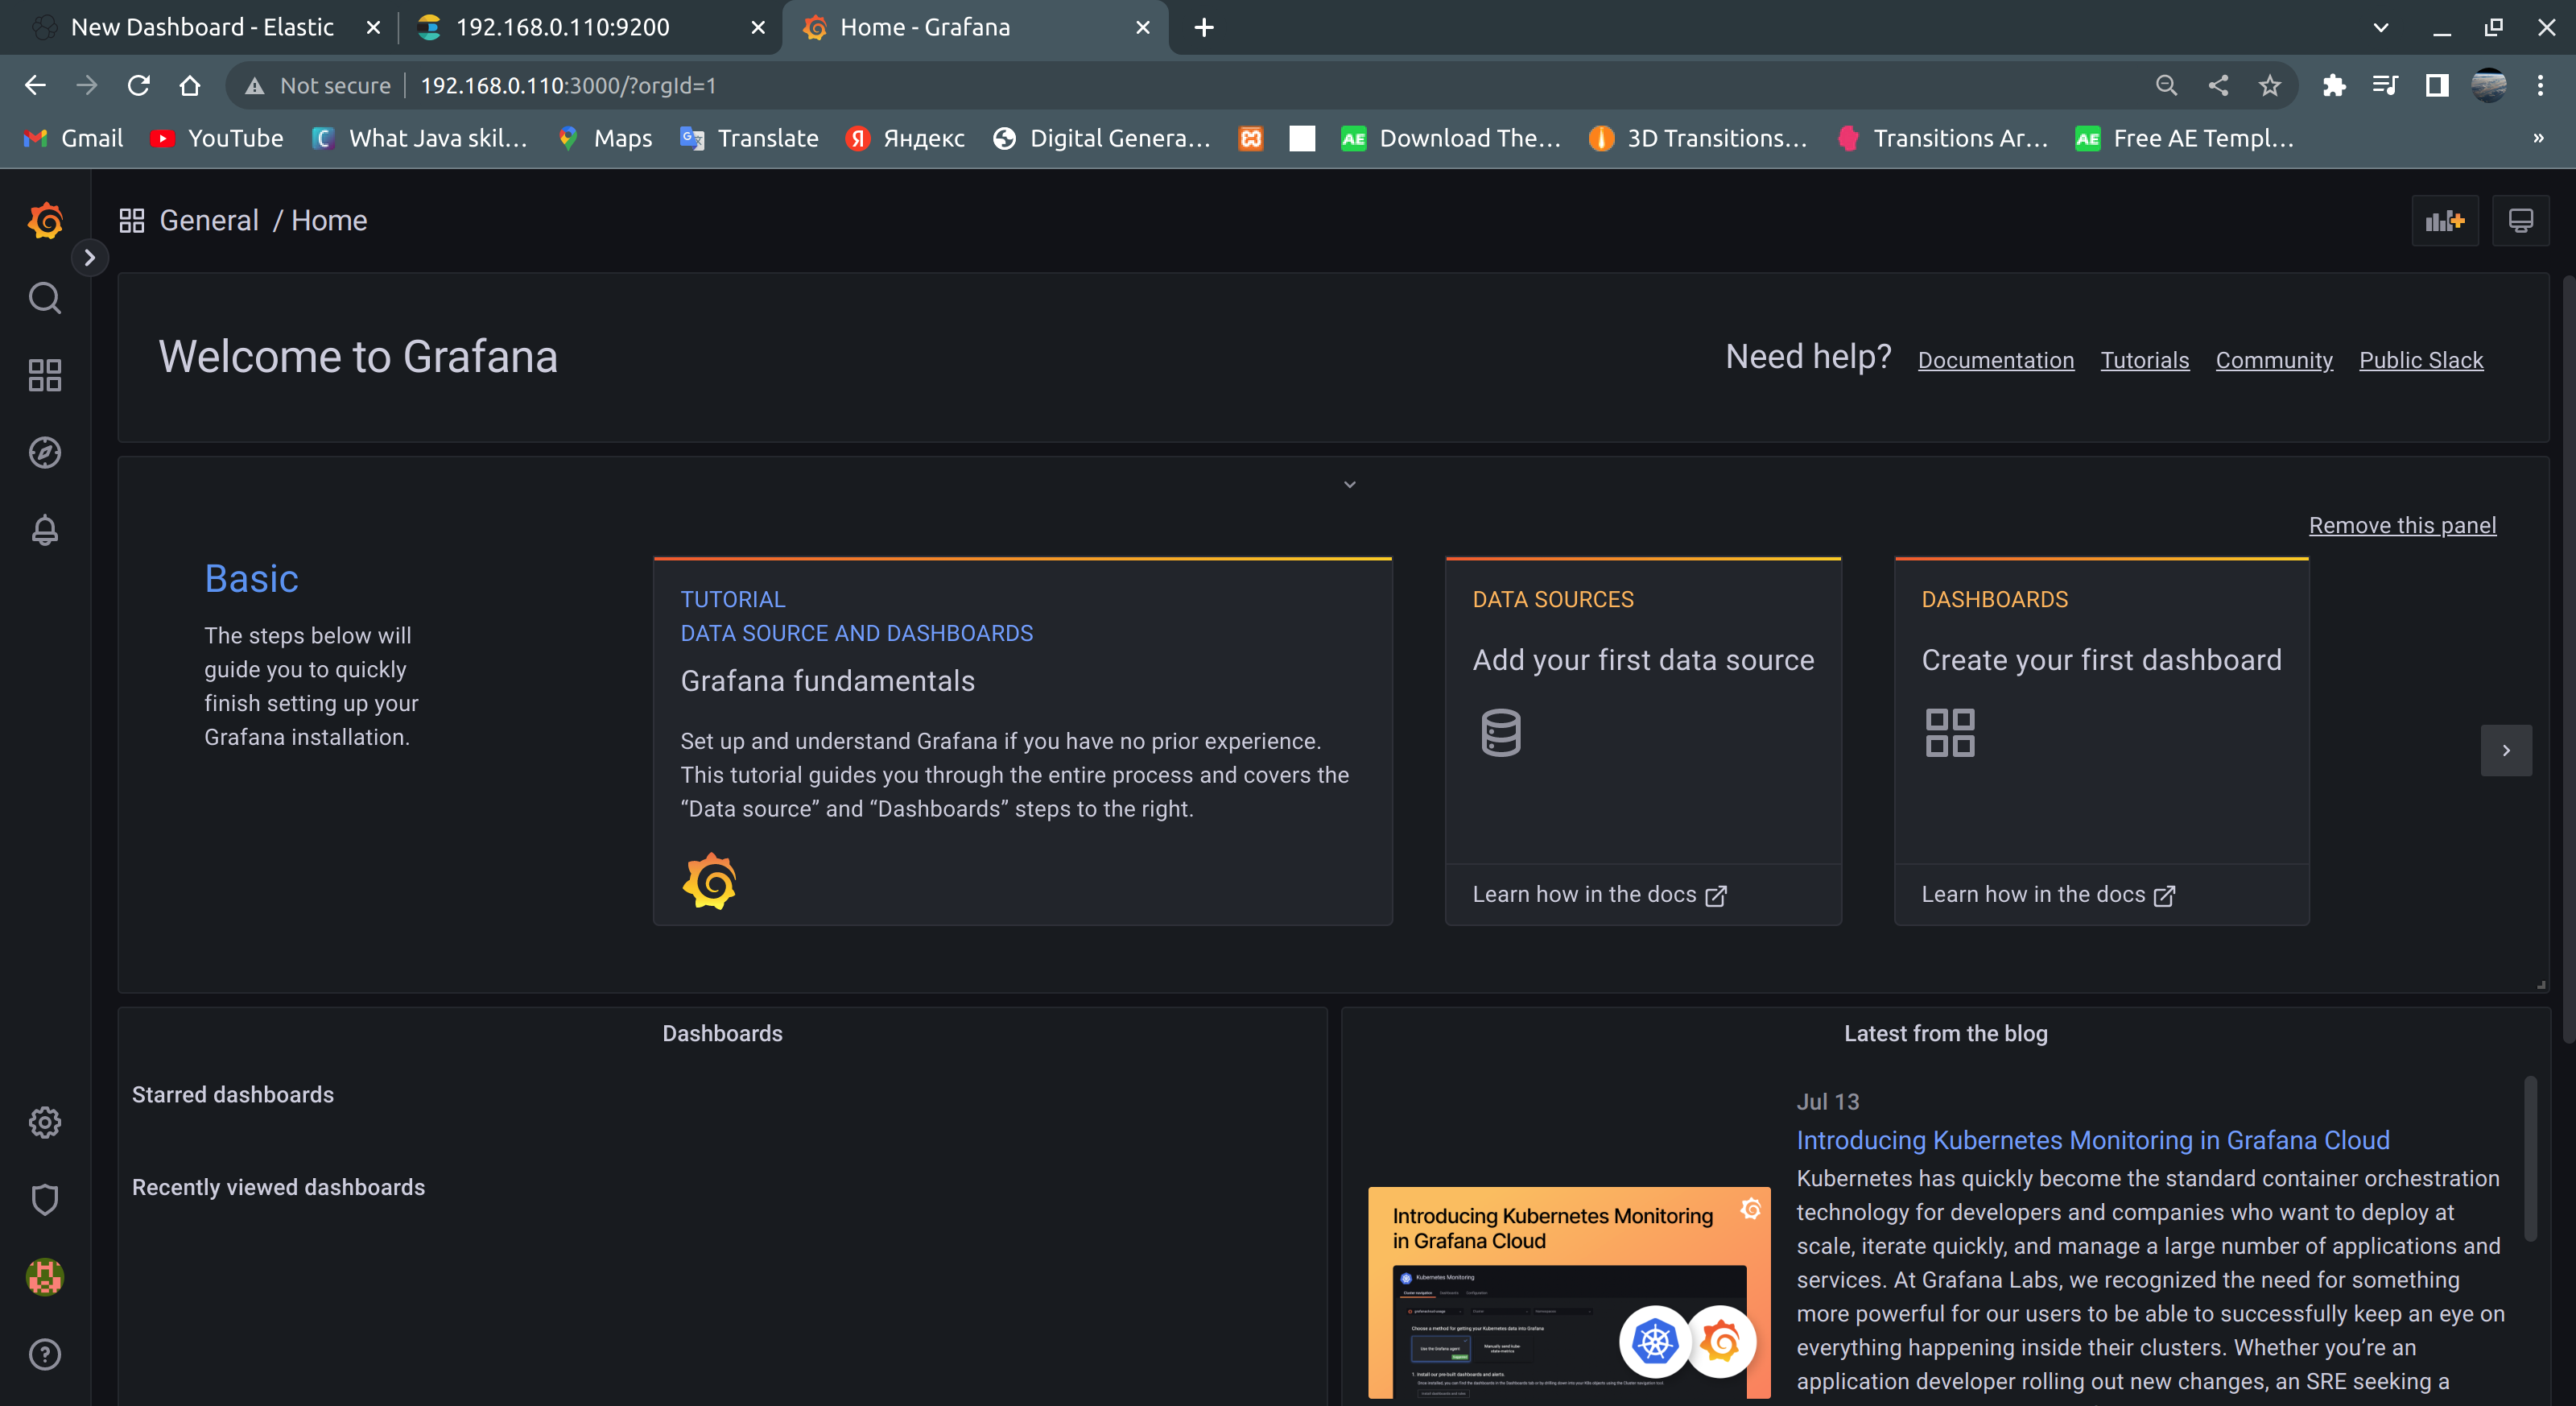 New Dashboard - Elastic
192.168.0.110:9200
Home - Grafana
Not secure
192.168.0.110:3000/?orgId=1
Gmail
YouTube
What Java skil...
Maps
Translate
Яндекс
Digital Genera...
Download The...
3D Transitions...
Transitions Ar...
Free AE Templ...
»
General / Home
Welcome to Grafana
Need help?
Documentation
Tutorials
Community
Public Slack
Remove this panel
Basic
The steps below will
guide you to quickly
finish setting up your
Grafana installation.
TUTORIAL
DATA SOURCE AND DASHBOARDS
Grafana fundamentals
Set up and understand Grafana if you have no prior experience.
This tutorial guides you through the entire process and covers the
“Data source” and “Dashboards” steps to the right.
DATA SOURCES
Add your first data source
Learn how in the docs
DASHBOARDS
Create your first dashboard
Learn how in the docs
Dashboards
Starred dashboards
Recently viewed dashboards
Latest from the blog
Introducing Kubernetes Monitoring
in Grafana Cloud
Kubernetes Monitoring
Choose a method for getting your Kubernetes data into Grafana
Jul 13
Introducing Kubernetes Monitoring in Grafana Cloud
Kubernetes has quickly become the standard container orchestration
technology for developers and companies who want to deploy at
scale, iterate quickly, and manage a large number of applications and
services. At Grafana Labs, we recognized the need for something
more powerful for our users to be able to successfully keep an eye on
everything happening inside their clusters. Whether you’re an
application developer rolling out new changes, an SRE seeking a